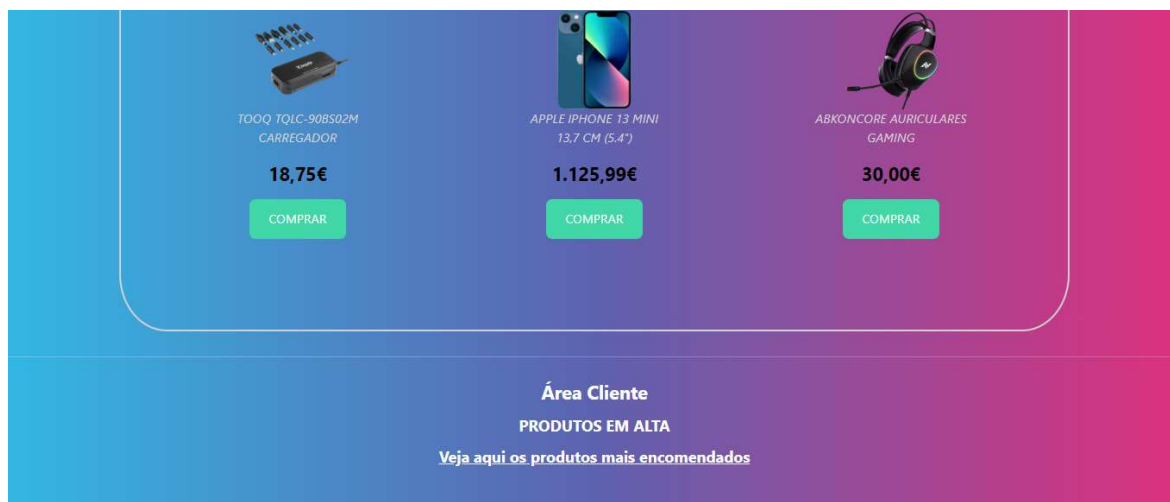 TOOQ
TOOQ TQLC-90BS02M
CARREGADOR
18,75€
COMPRAR
APPLE IPHONE 13 MINI
13,7 CM (5.4")
1.125,99€
COMPRAR
ABKONCORE AURICULARES
GAMING
30,00€
COMPRAR
Área Cliente
PRODUTOS EM ALTA
Veja aqui os produtos mais encomendados